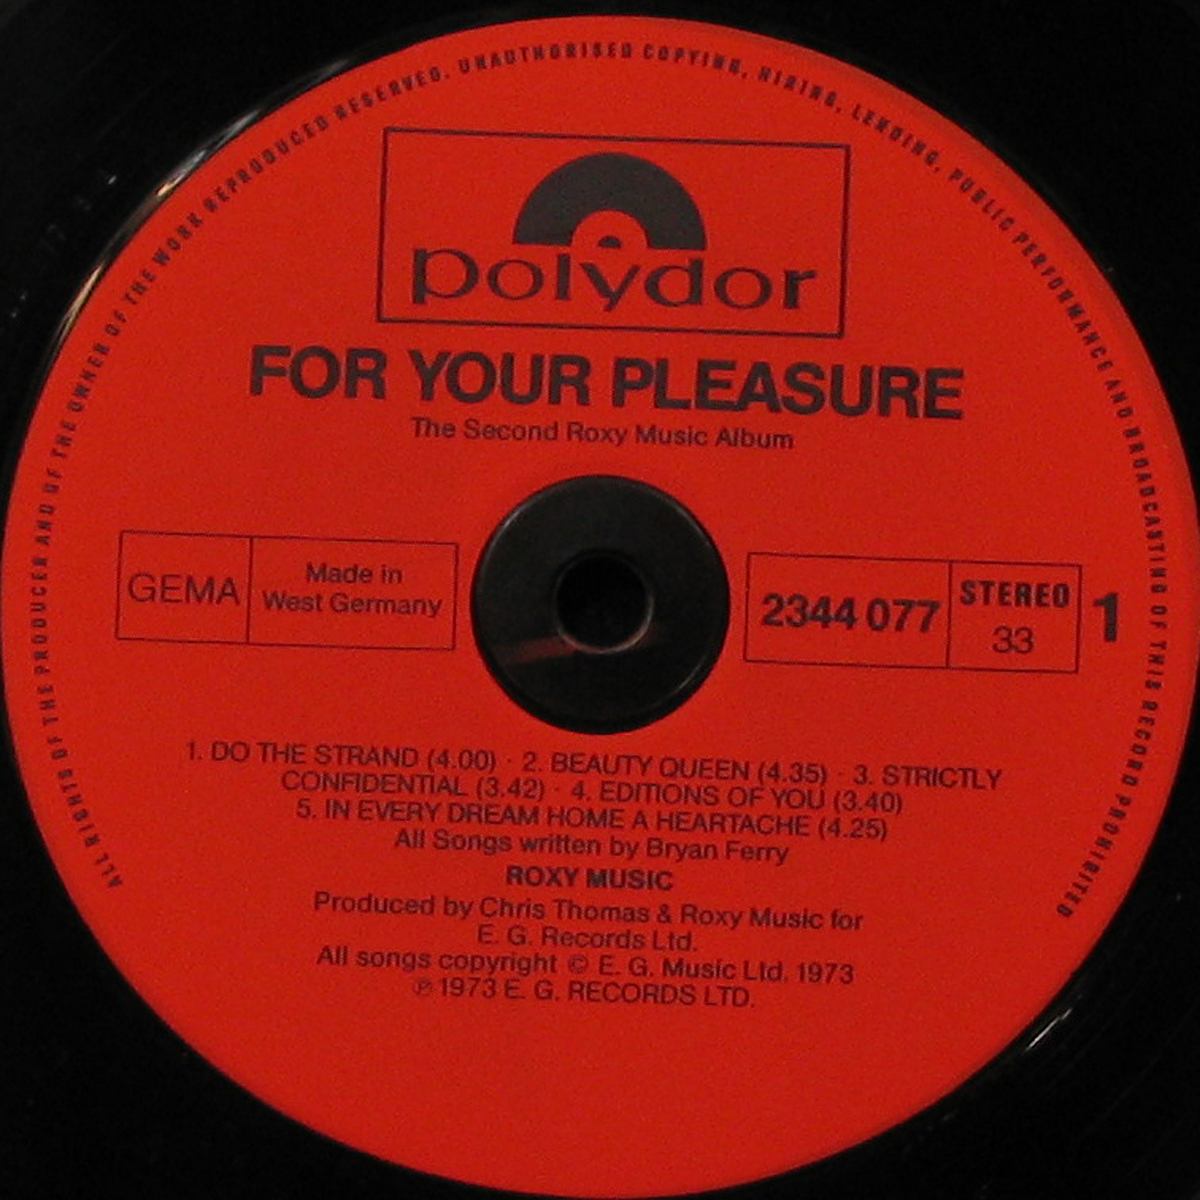 ALL RIGHTS OF THE PRODUCER AND OF THE OWNER OF THE WORK REPRODUCED RESERVED. UNAUTHORISED COPYING, HIRING, LENDING, PUBLIC PERFORMANCE AND BROADCASTING OF THIS RECORD PROHIBITED
polydor
FOR YOUR PLEASURE
The Second Roxy Music Album
GEMA
Made in
West Germany
2344 077
STEREO
33
1
1. DO THE STRAND (4.00) · 2. BEAUTY QUEEN (4.35) · 3. STRICTLY
CONFIDENTIAL (3.42) · 4. EDITIONS OF YOU (3.40)
5. IN EVERY DREAM HOME A HEARTACHE (4.25)
All Songs written by Bryan Ferry
ROXY MUSIC
Produced by Chris Thomas & Roxy Music for
E. G. Records Ltd.
All songs copyright © E. G. Music Ltd. 1973
℗ 1973 E. G. RECORDS LTD.